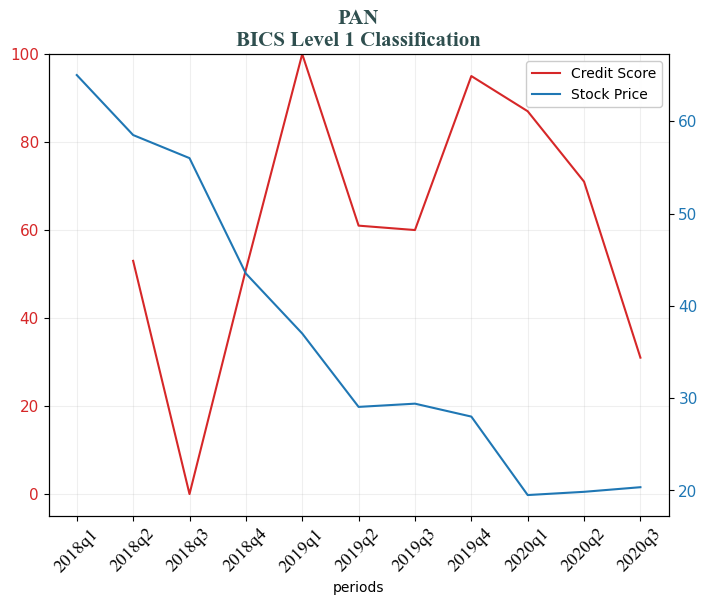 PAN
BICS Level 1 Classification
Credit Score
Stock Price
100
80
60
40
20
0
60
50
40
30
20
2018q1
2018q2
2018q3
2018q4
2019q1
2019q2
2019q3
2019q4
2020q1
2020q2
2020q3
periods